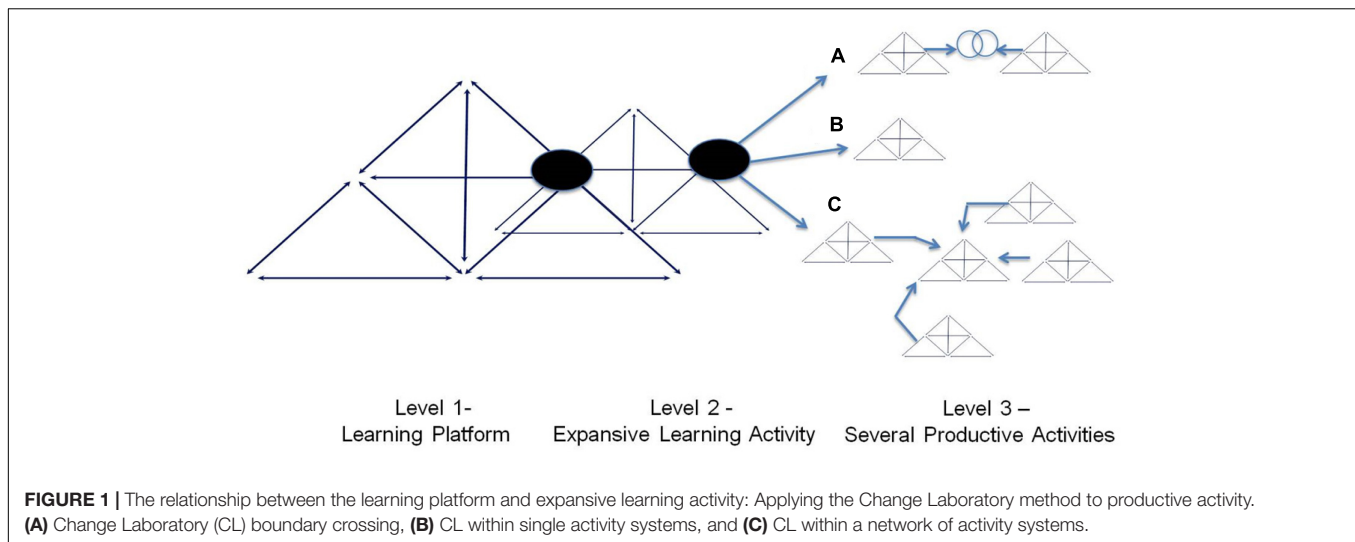 A
B
C
Level 1-
Learning Platform
Level 2 -
Expansive Learning Activity
Level 3 –
Several Productive Activities
FIGURE 1 | The relationship between the learning platform and expansive learning activity: Applying the Change Laboratory method to productive activity.
(A) Change Laboratory (CL) boundary crossing, (B) CL within single activity systems, and (C) CL within a network of activity systems.